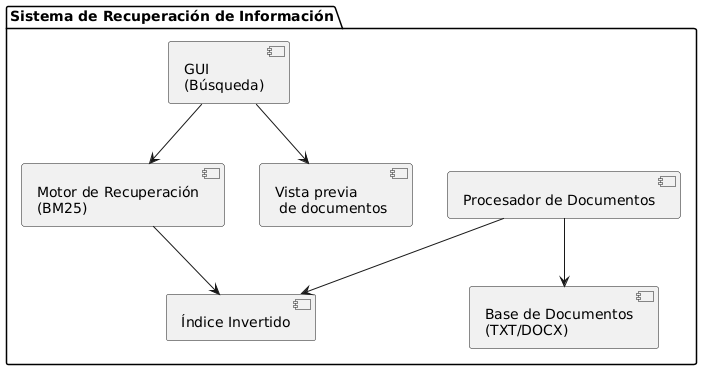 Sistema de Recuperación de Información
GUI
(Búsqueda)
Motor de Recuperación
(BM25)
Vista previa
de documentos
Procesador de Documentos
Índice Invertido
Base de Documentos
(TXT/DOCX)